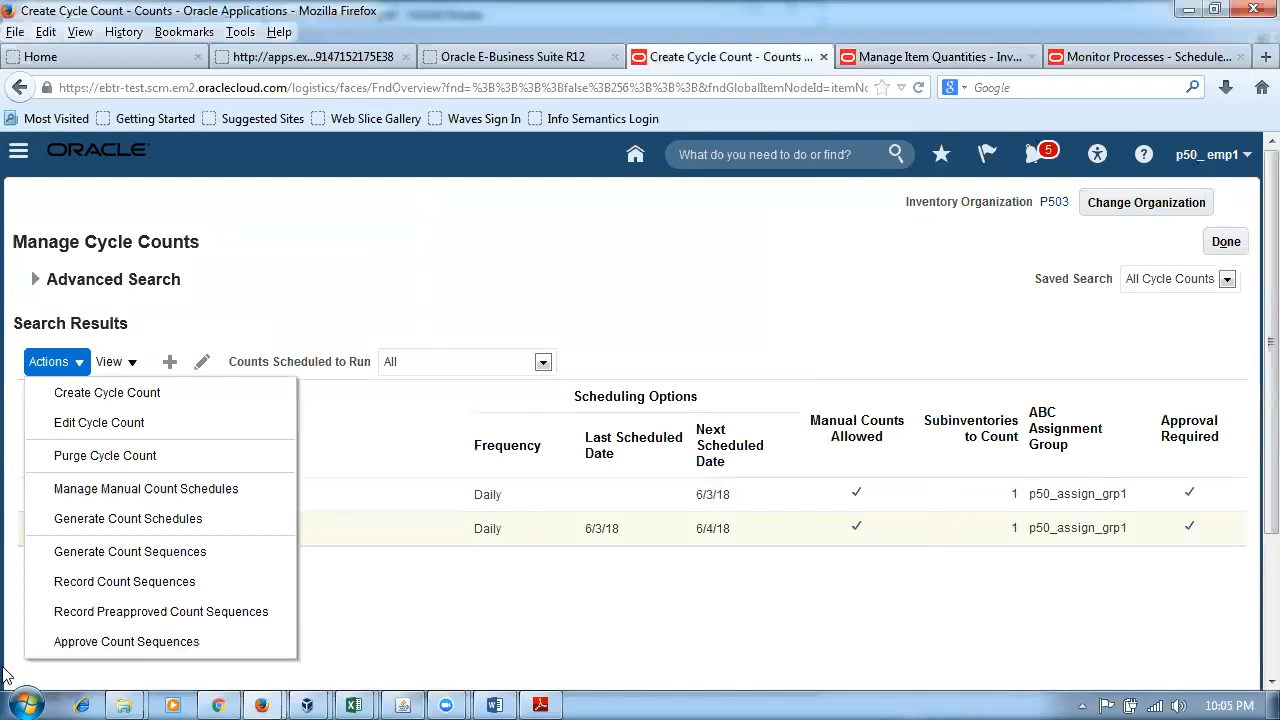 Create Cycle Count - Counts - Oracle Applications - Mozilla Firefox
File Edit View History Bookmarks Tools Help
Home
http://apps.ex...9147152175E38
Oracle E-Business Suite R12
Create Cycle Count - Counts ...
Manage Item Quantities - Inv...
Monitor Processes - Schedule...
https://ebtr-test.scm.em2.oraclecloud.com/logistics/faces/FndOverview?fnd=%3B%3B%3B%3Bfalse%3B256%3B%3B%3B&fndGlobalItemNodeId=itemNo
Google
Most Visited Getting Started Suggested Sites Web Slice Gallery Waves Sign In Info Semantics Corporation
ORACLE
What do you need to do or find?
5
p50_emp1
Inventory Organization P503 Change Organization
Manage Cycle Counts
Done
Advanced Search
Saved Search All Cycle Counts
Search Results
Actions View Counts Scheduled to Run All
Create Cycle Count
Edit Cycle Count
Purge Cycle Count
Manage Manual Count Schedules
Generate Count Schedules
Generate Count Sequences
Record Count Sequences
Record Preapproved Count Sequences
Approve Count Sequences
Scheduling Options
Frequency
Last Scheduled Date
Next Scheduled Date
Manual Counts Allowed
Subinventories to Count
ABC Assignment Group
Approval Required
Daily 6/3/18 1 p50_assign_grp1
Daily 6/3/18 6/4/18 1 p50_assign_grp1
10:05 PM